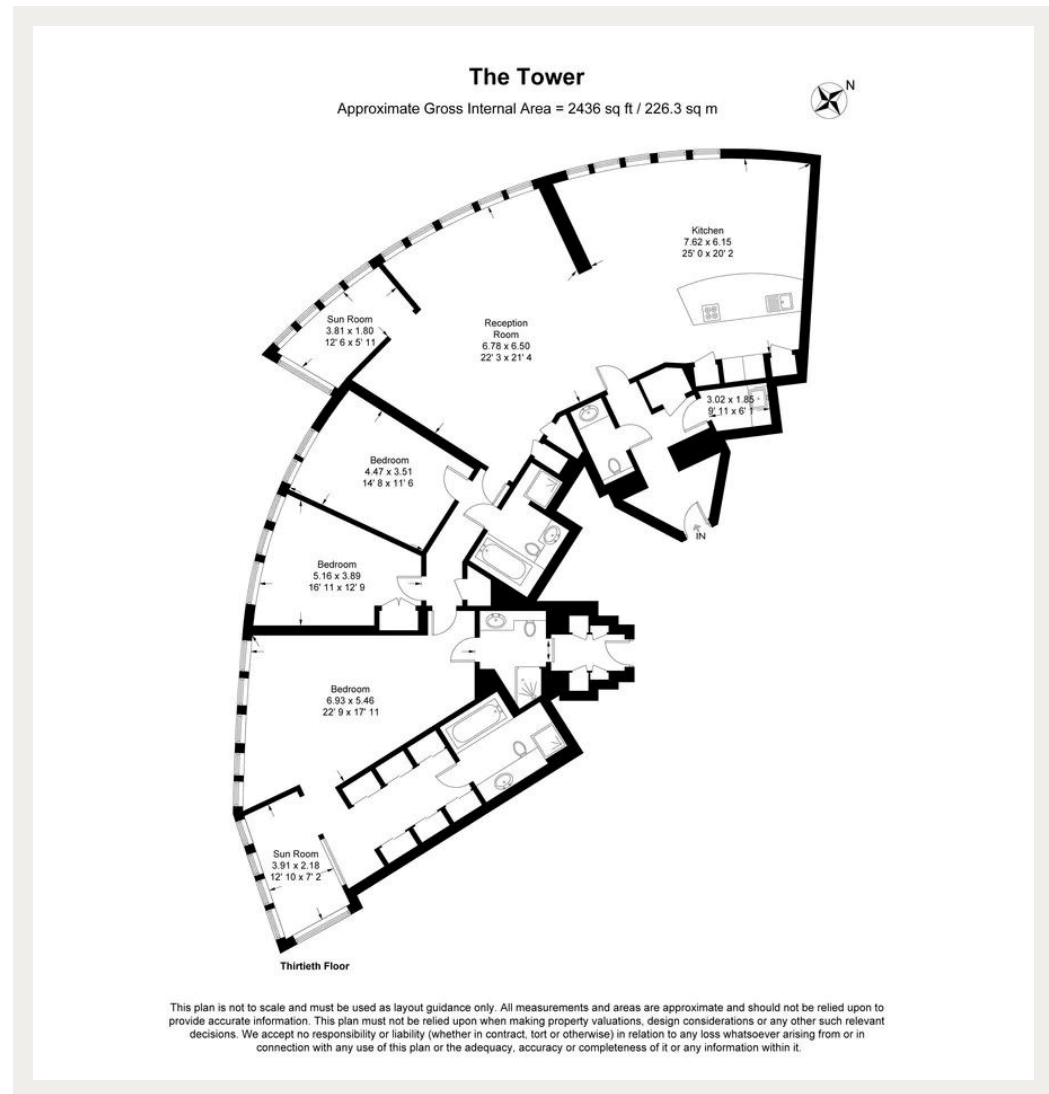 The Tower
Approximate Gross Internal Area = 2436 sq ft / 226.3 sq m
N
Kitchen
7.62 x 6.15
25' 0 x 20' 2
Sun Room
3.81 x 1.80
12' 6 x 5' 11
Reception
Room
6.78 x 6.50
22' 3 x 21' 4
3.02 x 1.85
9' 11 x 6' 1
Bedroom
4.47 x 3.51
14' 8 x 11' 6
IN
Bedroom
5.16 x 3.89
16' 11 x 12' 9
Bedroom
6.93 x 5.46
22' 9 x 17' 11
Sun Room
3.91 x 2.18
12' 10 x 7' 2
Thirtieth Floor
This plan is not to scale and must be used as layout guidance only. All measurements and areas are approximate and should not be relied upon to
provide accurate information. This plan must not be relied upon when making property valuations, design considerations or any other such relevant
decisions. We accept no responsibility or liability (whether in contract, tort or otherwise) in relation to any loss whatsoever arising from or in
connection with any use of this plan or the adequacy, accuracy or completeness of it or any information within it.